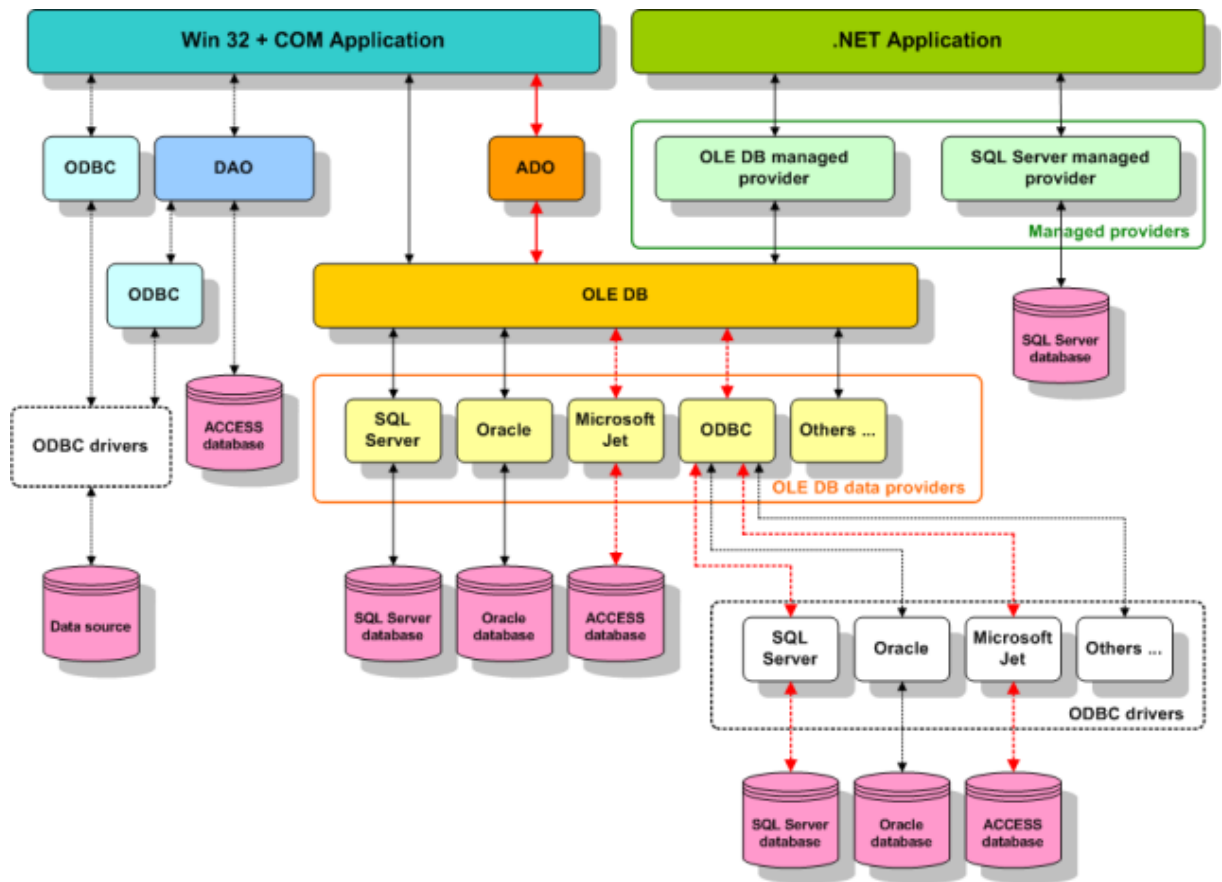 Win 32 + COM Application
.NET Application
ODBC
DAO
ADO
OLE DB managed
provider
SQL Server managed
provider
Managed providers
ODBC
OLE DB
SQL Server
database
ACCESS
database
ODBC drivers
SQL
Server
Oracle
Microsoft
Jet
ODBC
Others ...
OLE DB data providers
Data source
SQL Server
database
Oracle
database
ACCESS
database
SQL
Server
Oracle
Microsoft
Jet
Others ...
ODBC drivers
SQL Server
database
Oracle
database
ACCESS
database